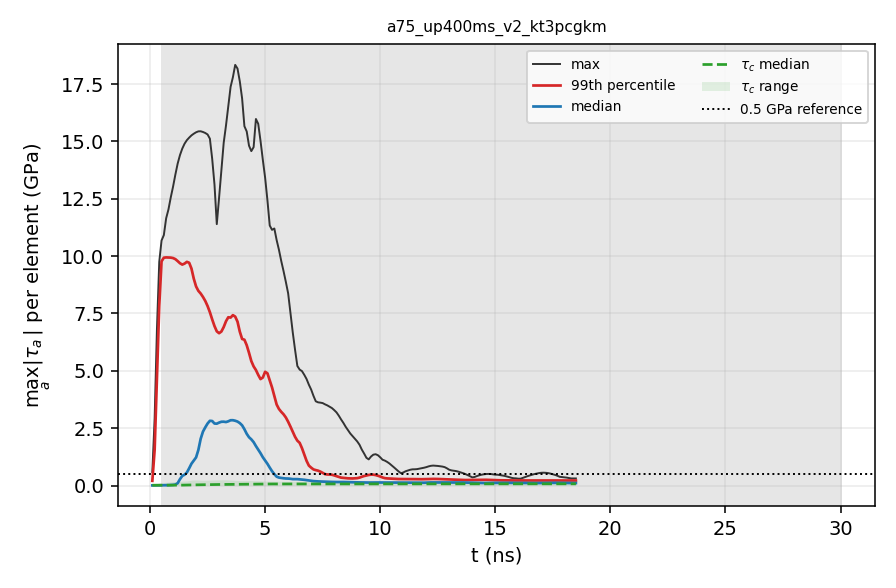 a75_up400ms_v2_kt3pcgkm
max
99th percentile
median
τc median
τc range
0.5 GPa reference
max|τa| per element (GPa)
a
17.5
15.0
12.5
10.0
7.5
5.0
2.5
0.0
0 5 10 15 20 25 30
t (ns)